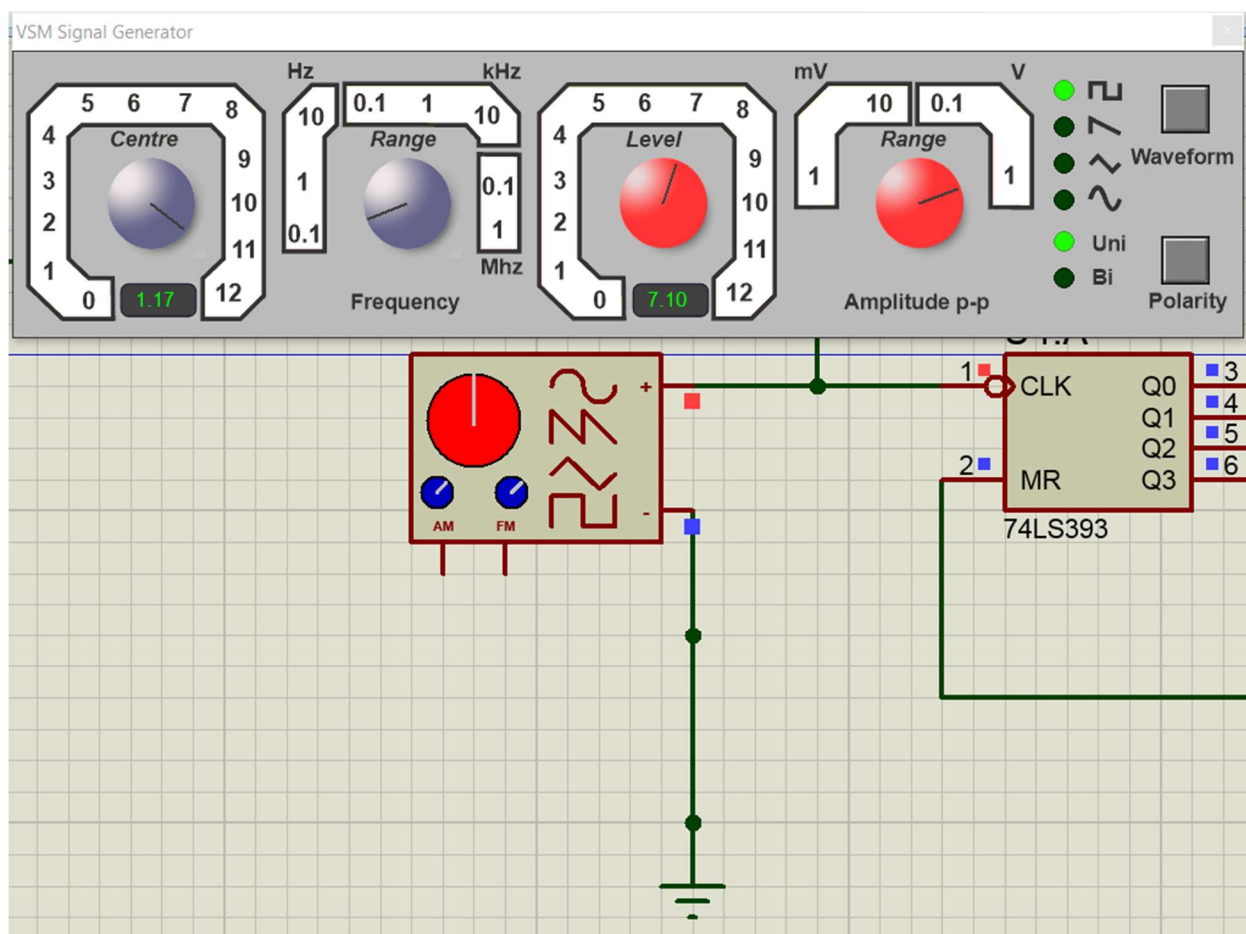 VSM Signal Generator
Hz
kHz
mV
V
5 6 7 8
4
3
2
1
0
9
10
11
12
Centre
1.17
10
1
0.1
0.1 1 10
0.1
1
Mhz
Range
Frequency
5 6 7 8
4
3
2
1
0
9
10
11
12
Level
7.10
10
1
0.1
1
Range
Amplitude p-p
Waveform
Uni
Bi
Polarity
+
-
AM
FM
1
CLK
2
MR
Q0
Q1
Q2
Q3
3
4
5
6
74LS393